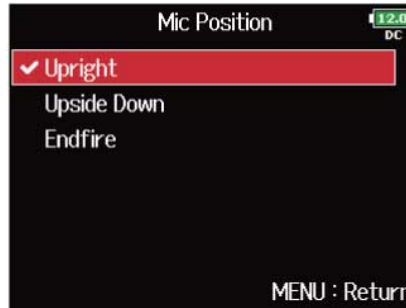 Mic Position
12.0
DC
Upright
Upside Down
Endfire
MENU : Return